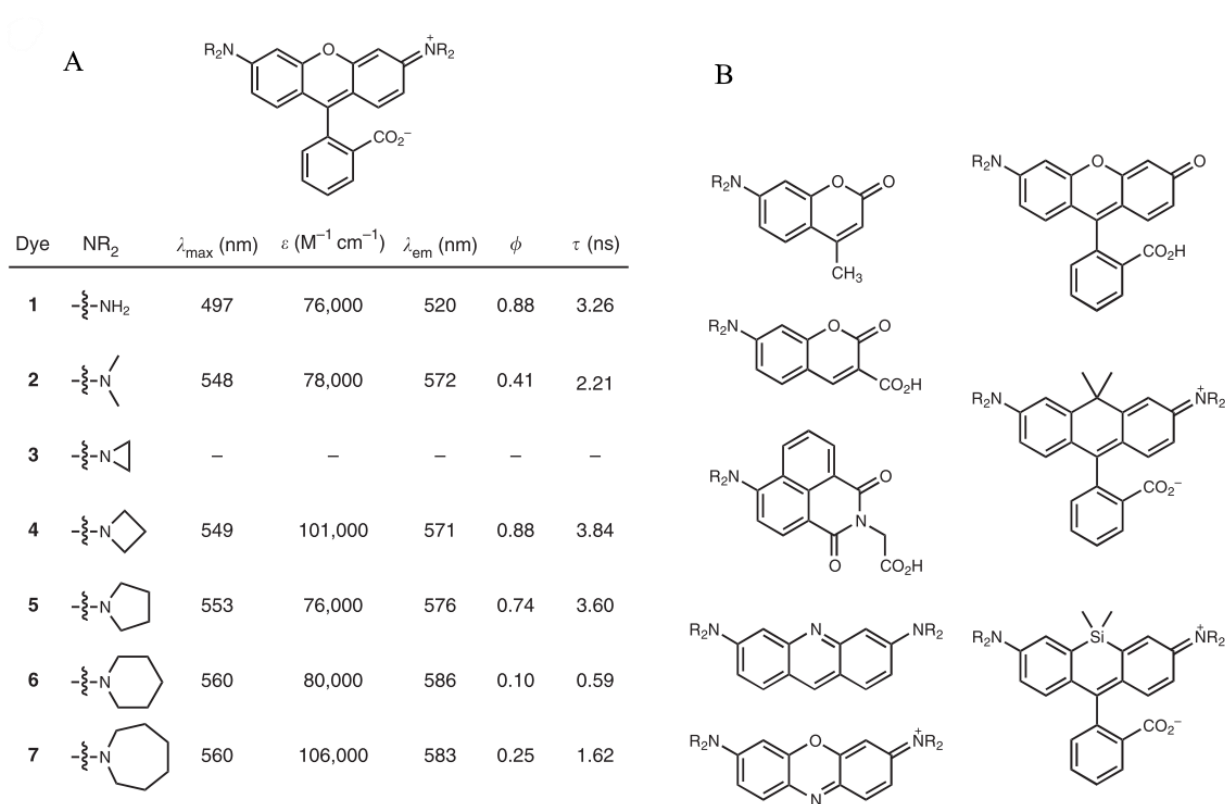 A
R₂N O N⁺R₂
CO₂⁻
Dye NR₂ λmax (nm) ε (M⁻¹ cm⁻¹) λem (nm) ϕ τ (ns)
1 NH₂ 497 76,000 520 0.88 3.26
2 N 548 78,000 572 0.41 2.21
3 N – – – – –
4 N 549 101,000 571 0.88 3.84
5 N 553 76,000 576 0.74 3.60
6 N 560 80,000 586 0.10 0.59
7 N 560 106,000 583 0.25 1.62
B
R₂N O O
CH₃
R₂N O O
CO₂H
R₂N O
N
O
CO₂H
R₂N N NR₂
R₂N O N⁺R₂
N
R₂N O O
CO₂H
R₂N N⁺R₂
CO₂⁻
R₂N Si N⁺R₂
CO₂⁻